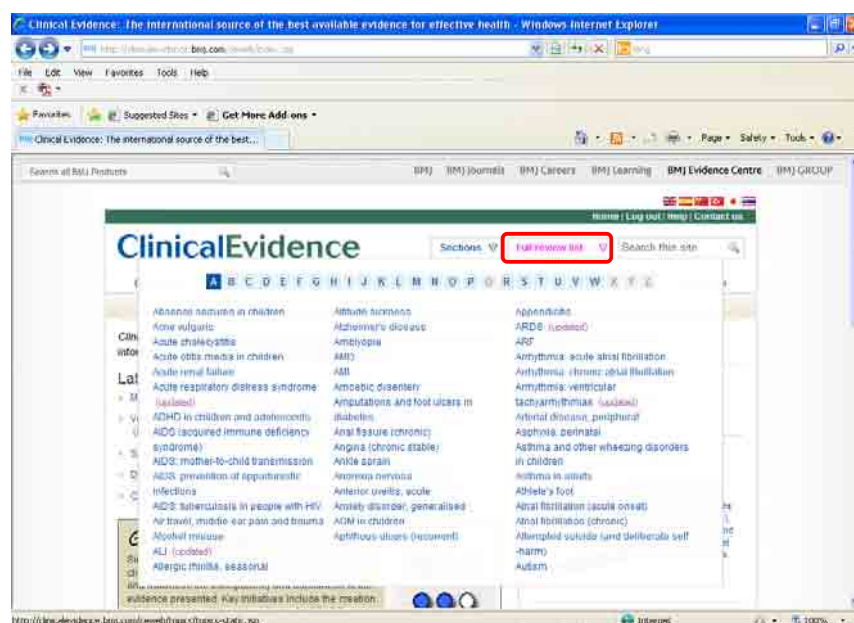 Clinical Evidence: The international source of the best available evidence for effective health - Windows Internet Explorer
File Edit View Favorites Tools Help
Favorites Suggested Sites Get More Add-ons
Clinical Evidence: The international source of the best... Page Safety Tools
Search all BMJ Products BMJ BMJ Journals BMJ Careers BMJ Learning BMJ Evidence Centre BMJ GROUP
Home | Log out | Help | Contact us
ClinicalEvidence Sections Full review list Search this site
A B C D E F G H I J K L M N O P Q R S T U V W X Y Z
Absence seizures in children
Acne vulgaris
Acute cholecystitis
Acute otitis media in children
Acute renal failure
Acute respiratory distress syndrome
(updated)
ADHD in children and adolescents
AIDS (acquired immune deficiency
syndrome)
AIDS: mother-to-child transmission
AIDS: prevention of opportunistic
infections
AIDS: tuberculosis in people with HIV
Air travel, middle ear pain and trauma
Alcohol misuse
ALI (updated)
Allergic rhinitis, seasonal
Altitude sickness
Alzheimer's disease
Amblyopia
AMD
AMI
Amoebic dysentery
Amputations and foot ulcers in
diabetes
Anal fissure (chronic)
Angina (chronic stable)
Ankle sprain
Anorexia nervosa
Anterior uveitis, acute
Anxiety disorder, generalised
AOM in children
Aphthous ulcers (recurrent)
Appendicitis
ARDS (updated)
ARF
Arrhythmia: acute atrial fibrillation
Arrhythmia: chronic atrial fibrillation
Arrhythmia: ventricular
tachyarrhythmias (updated)
Arterial disease, peripheral
Asphyxia, perinatal
Asthma and other wheezing disorders
in children
Asthma in adults
Athlete's foot
Atrial fibrillation (acute onset)
Atrial fibrillation (chronic)
Attempted suicide (and deliberate self
-harm)
Autism
evidence presented. Key initiatives include the creation
Internet 100%